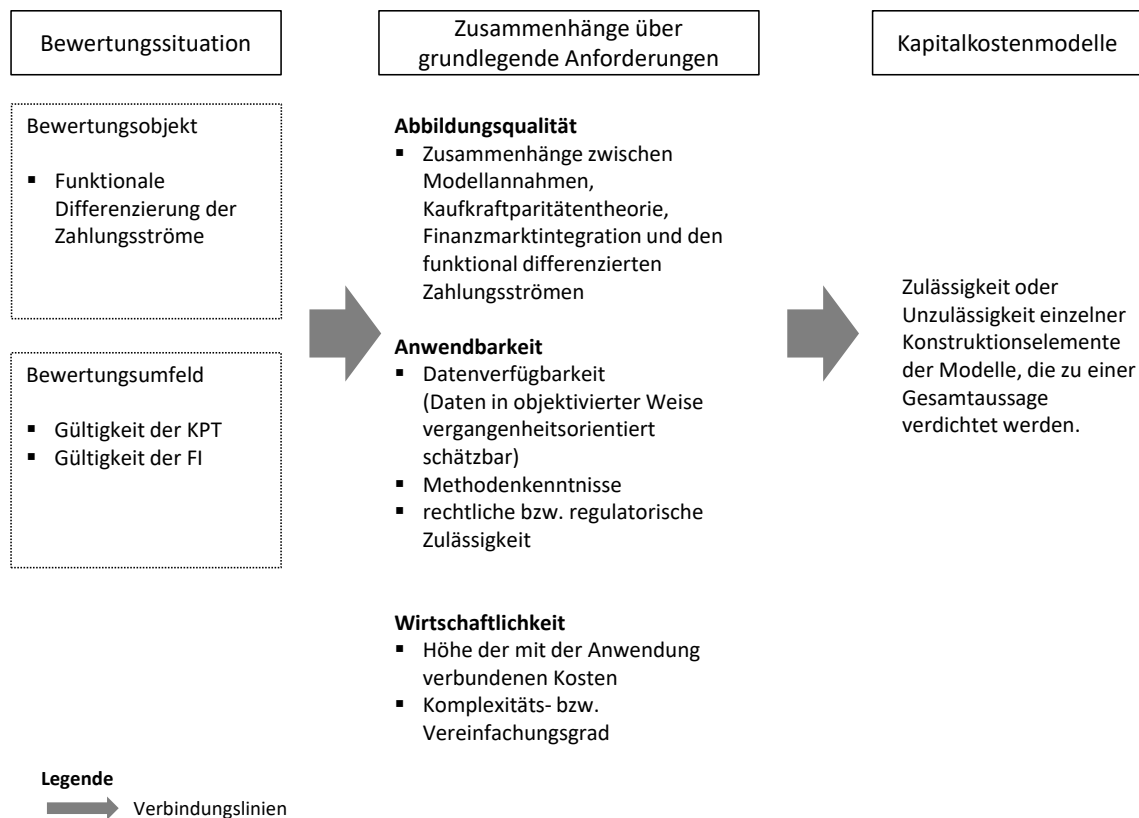 Bewertungssituation
Zusammenhänge über
grundlegende Anforderungen
Kapitalkostenmodelle
Bewertungsobjekt
▪ Funktionale
Differenzierung der
Zahlungsströme
Bewertungsumfeld
▪ Gültigkeit der KPT
▪ Gültigkeit der FI
Abbildungsqualität
▪ Zusammenhänge zwischen
Modellannahmen,
Kaufkraftparitätentheorie,
Finanzmarktintegration und den
funktional differenzierten
Zahlungsströmen
Anwendbarkeit
▪ Datenverfügbarkeit
(Daten in objektivierter Weise
vergangenheitsorientiert
schätzbar)
▪ Methodenkenntnisse
▪ rechtliche bzw. regulatorische
Zulässigkeit
Wirtschaftlichkeit
▪ Höhe der mit der Anwendung
verbundenen Kosten
▪ Komplexitäts- bzw.
Vereinfachungsgrad
Zulässigkeit oder
Unzulässigkeit einzelner
Konstruktionselemente
der Modelle, die zu einer
Gesamtaussage
verdichtet werden.
Legende
Verbindungslinien